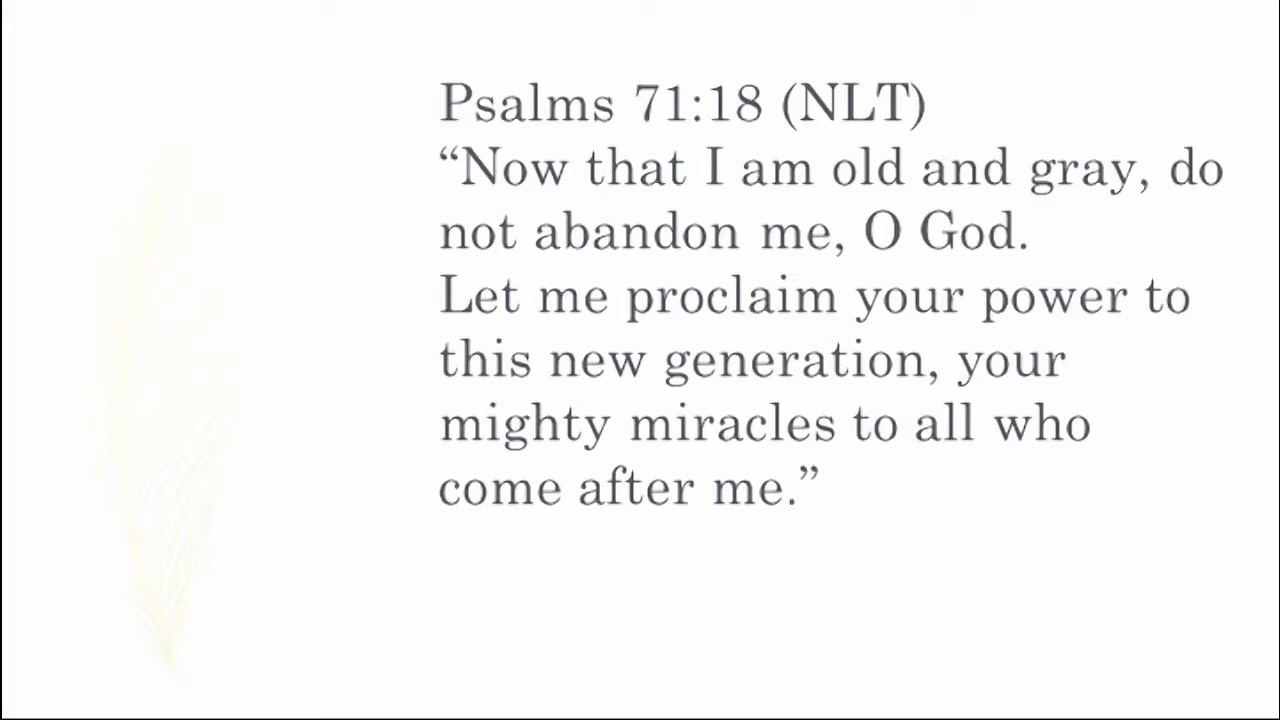 Psalms 71:18 (NLT)
“Now that I am old and gray, do
not abandon me, O God.
Let me proclaim your power to
this new generation, your
mighty miracles to all who
come after me.”